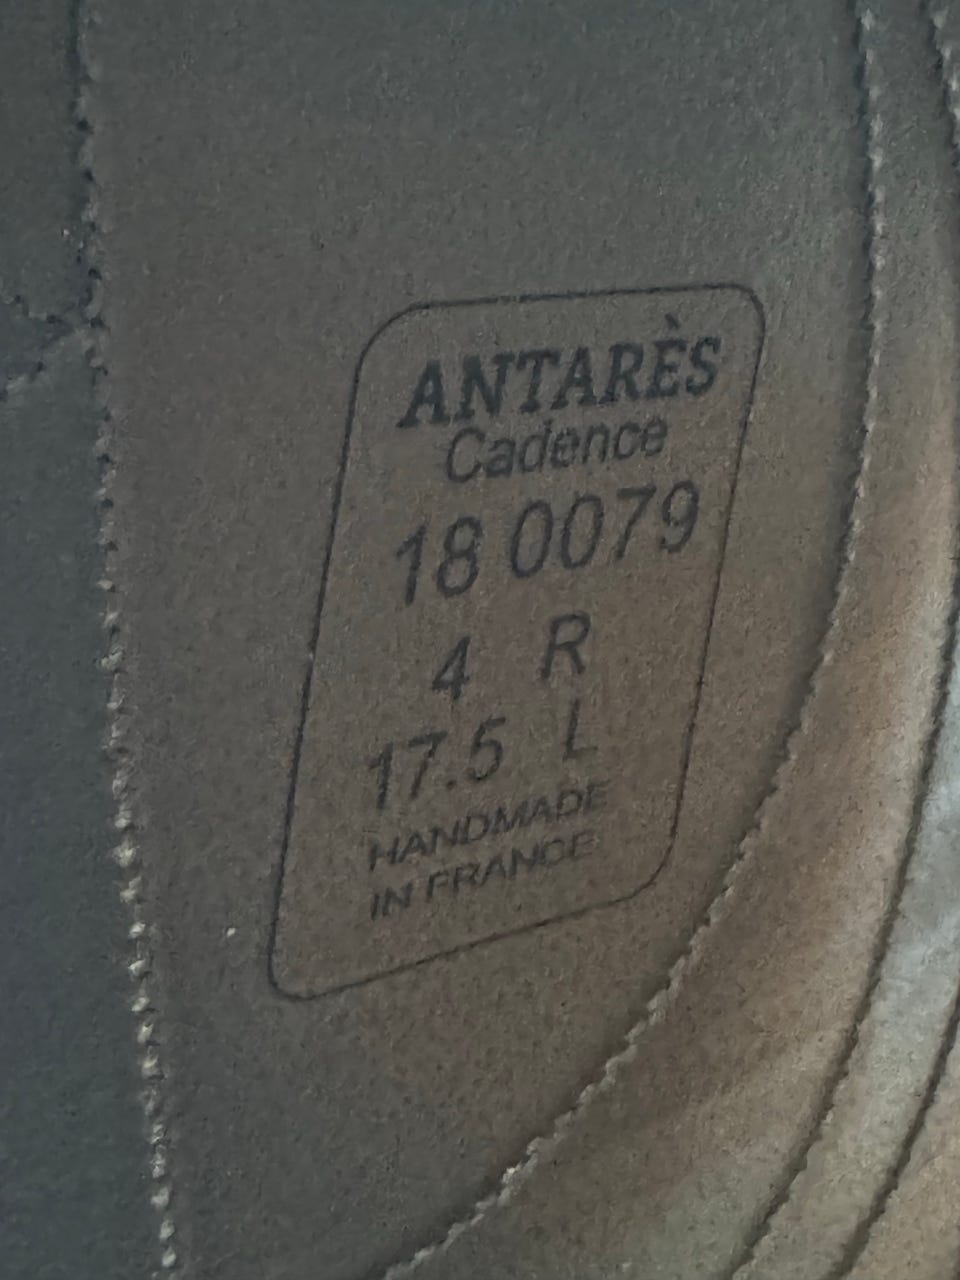 ANTARÈS
Cadence
18 0079
4 R
17.5 L
HANDMADE
IN FRANCE